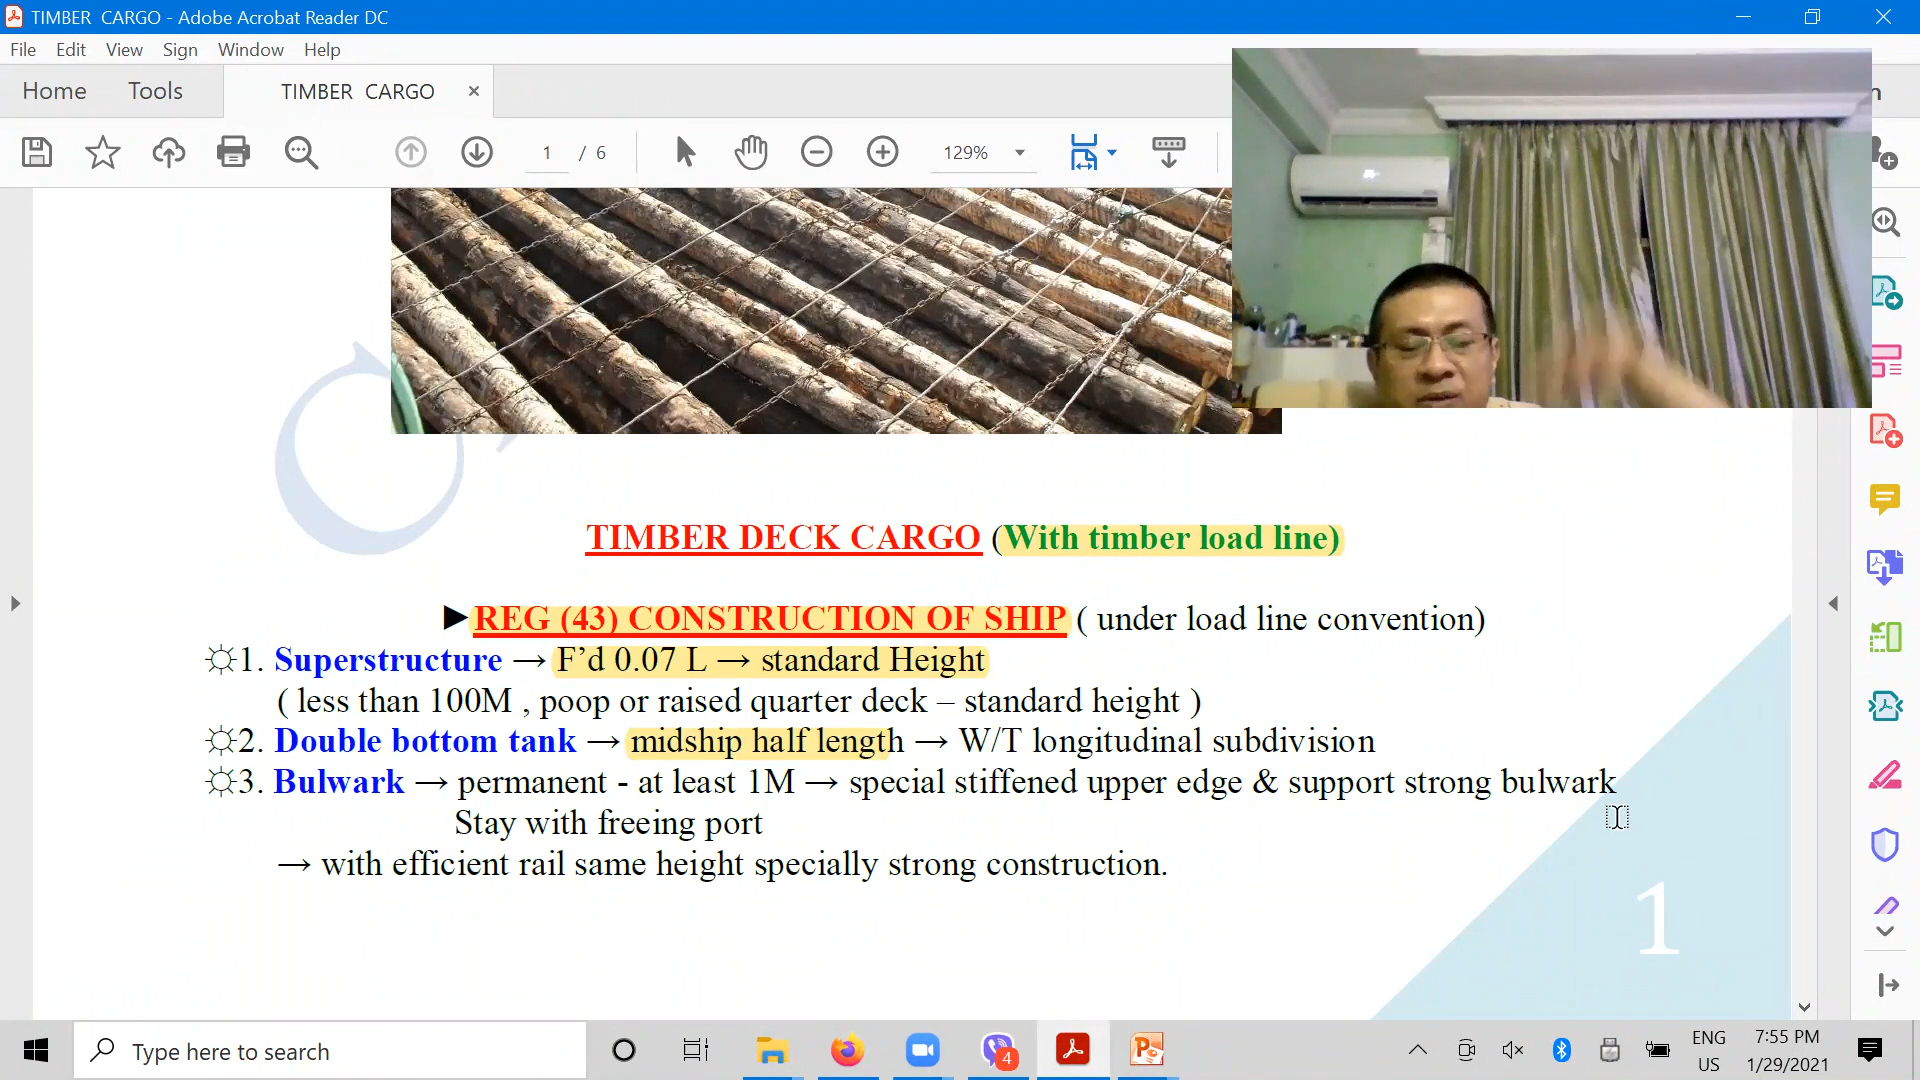 TIMBER CARGO - Adobe Acrobat Reader DC
File Edit View Sign Window Help
Home Tools TIMBER CARGO ×
1 / 6 129%
TIMBER DECK CARGO (With timber load line)
►REG (43) CONSTRUCTION OF SHIP ( under load line convention)
☼1. Superstructure → F’d 0.07 L → standard Height
( less than 100M , poop or raised quarter deck – standard height )
☼2. Double bottom tank → midship half length → W/T longitudinal subdivision
☼3. Bulwark → permanent - at least 1M → special stiffened upper edge & support strong bulwark
Stay with freeing port
→ with efficient rail same height specially strong construction.
1
Type here to search
4
ENG
US
7:55 PM
1/29/2021